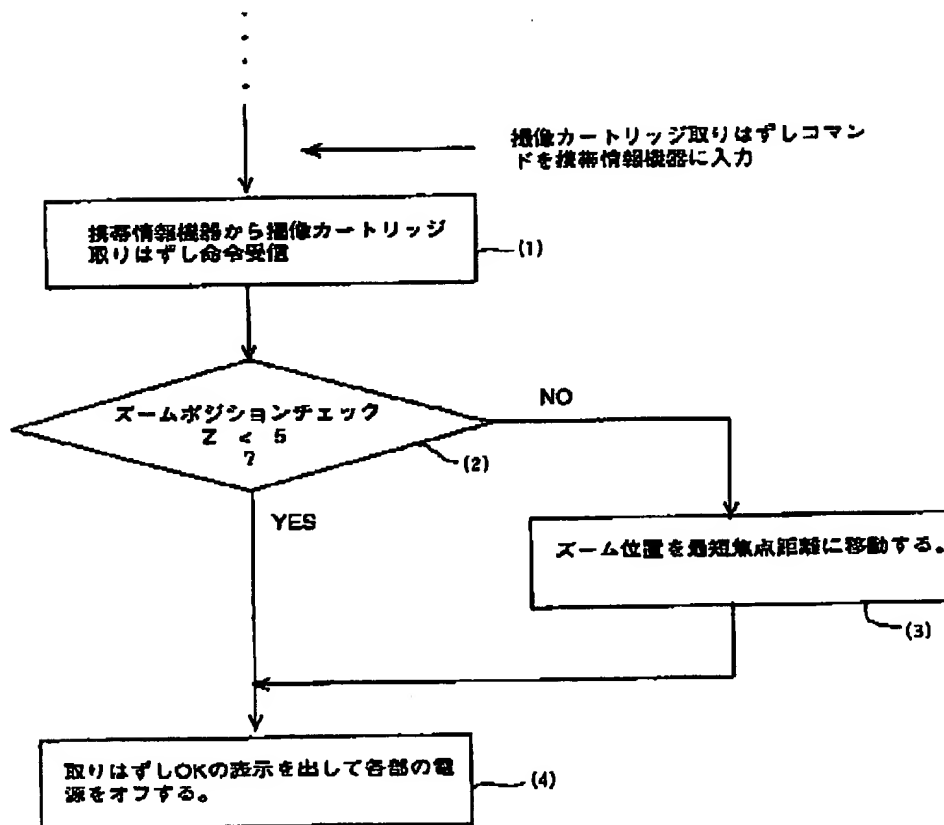 撮像カートリッジ取りはずしコマン
ドを携帯情報機器に入力
携帯情報機器から撮像カートリッジ
取りはずし命令受信
(1)
ズームポジションチェック
Z < 5
?
(2)
NO
YES
ズーム位置を最短焦点距離に移動する。
(3)
取りはずしOKの表示を出して各部の電
源をオフする。
(4)